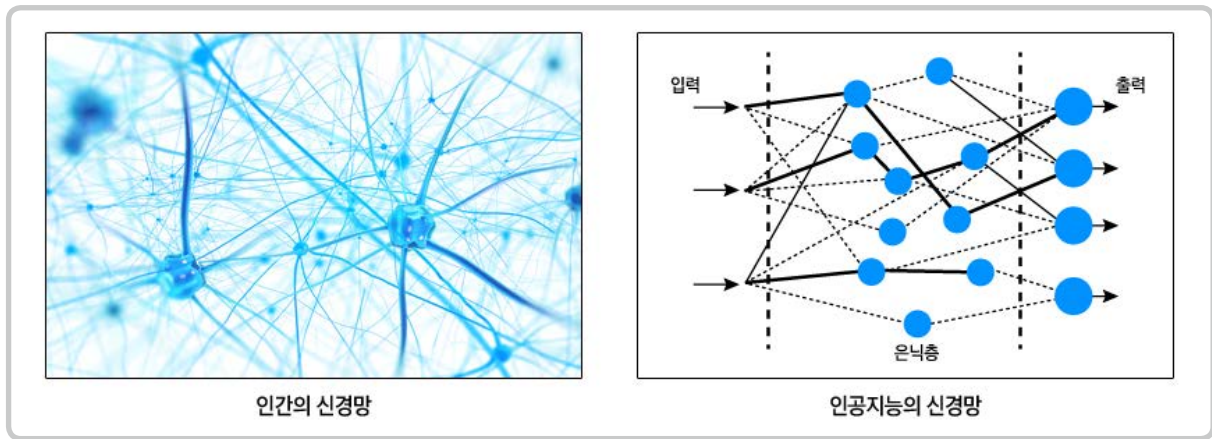 입력
출력
은닉층
인간의 신경망
인공지능의 신경망